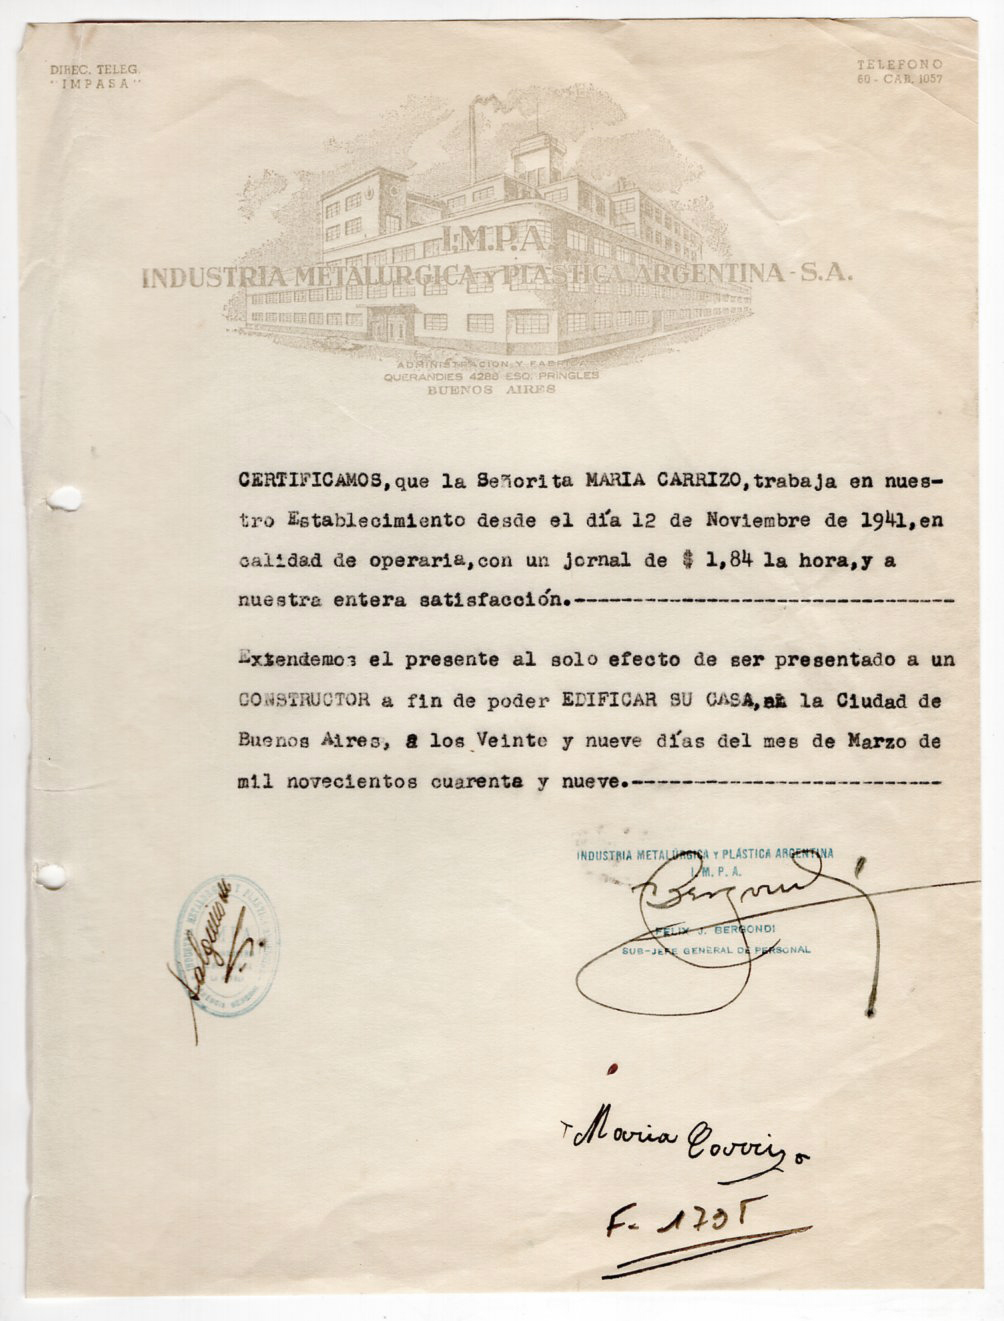 DIREC. TELEG.
"IMPASA"
TELEFONO
60 - CAB. 1057
I.M.P.A.
INDUSTRIA METALURGICA Y PLASTICA ARGENTINA - S.A.
ADMINISTRACION Y FABRICA
QUERANDIES 4288 ESQ. PRINGLES
BUENOS AIRES
CERTIFICAMOS, que la Señorita MARIA CARRIZO, trabaja en nues-
tro Establecimiento desde el día 12 de Noviembre de 1941, en
calidad de operaria, con un jornal de $ 1,84 la hora, y a
nuestra entera satisfacción.--------------------------------
Extendemos el presente al solo efecto de ser presentado a un
CONSTRUCTOR a fin de poder EDIFICAR SU CASA, en la Ciudad de
Buenos Aires, a los Veinte y nueve días del mes de Marzo de
mil novecientos cuarenta y nueve.--------------------------
INDUSTRIA METALÚRGICA Y PLÁSTICA ARGENTINA
I. M. P. A.
Bergondi
FELIX J. BERGONDI
SUB-JEFE GENERAL DE PERSONAL
Maria Carrizo